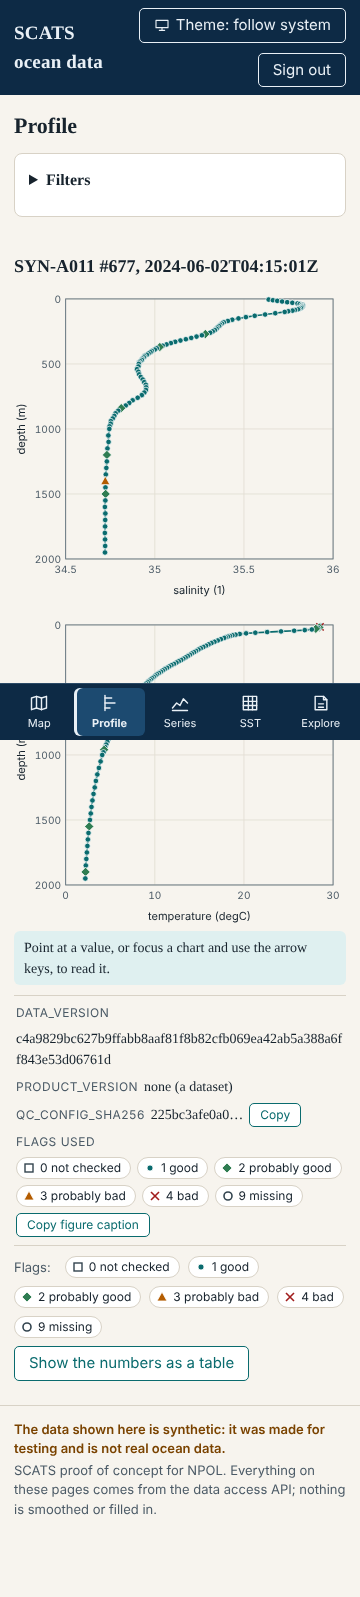 SCATS
ocean data
Theme: follow system
Sign out
Profile
Filters
SYN-A011 #677, 2024-06-02T04:15:01Z
0
500
1000
1500
2000
34.5
35
35.5
36
depth (m)
salinity (1)
0
Map
Profile
Series
SST
Explore
1000
1500
2000
0
10
20
30
depth (
temperature (degC)
Point at a value, or focus a chart and use the arrow
keys, to read it.
DATA_VERSION
c4a9829bc627b9ffabb8aaf81f8b82cfb069ea42ab5a388a6f
f843e53d06761d
PRODUCT_VERSION none (a dataset)
QC_CONFIG_SHA256 225bc3afe0a0… Copy
FLAGS USED
0 not checked
1 good
2 probably good
3 probably bad
4 bad
9 missing
Copy figure caption
Flags:
0 not checked
1 good
2 probably good
3 probably bad
4 bad
9 missing
Show the numbers as a table
The data shown here is synthetic: it was made for
testing and is not real ocean data.
SCATS proof of concept for NPOL. Everything on
these pages comes from the data access API; nothing
is smoothed or filled in.